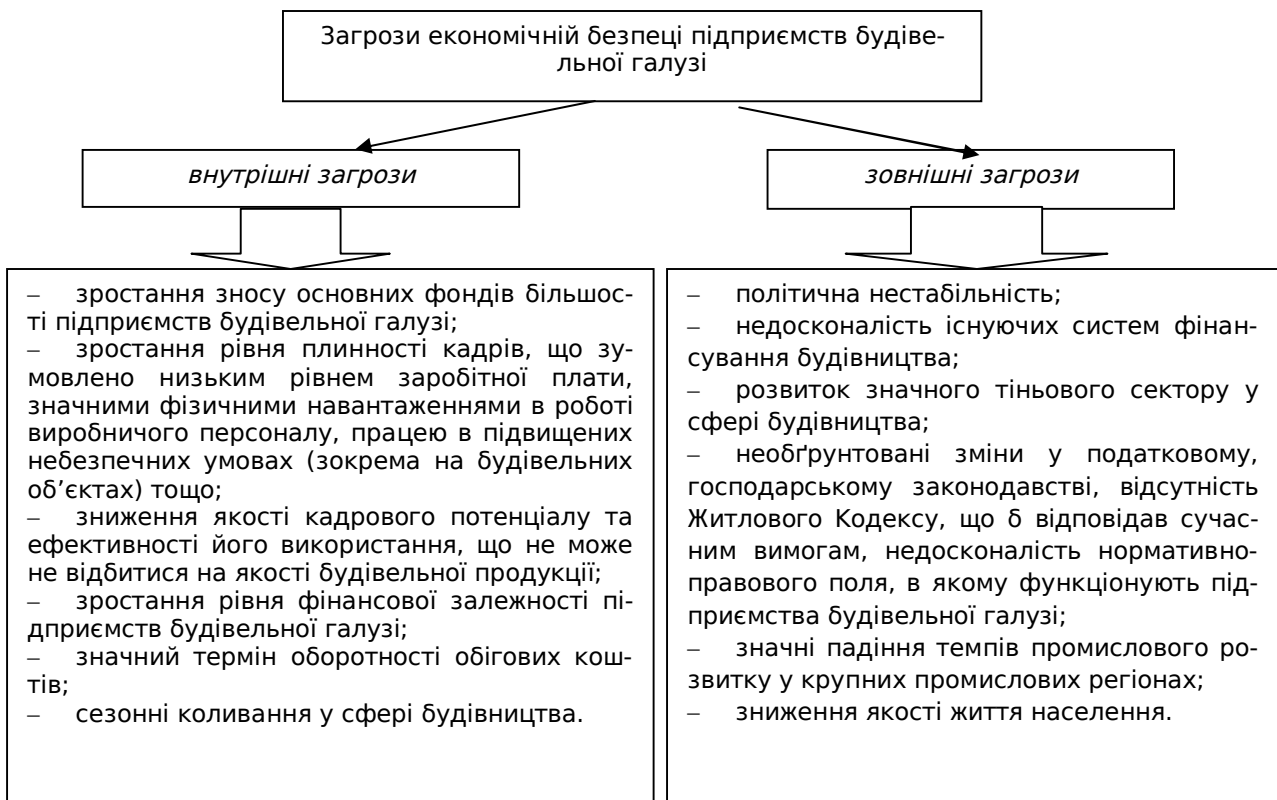 Загрози економічній безпеці підприємств будіве-
льної галузі
внутрішні загрози
зовнішні загрози
– зростання зносу основних фондів більшос-
ті підприємств будівельної галузі;
– зростання рівня плинності кадрів, що зу-
мовлено низьким рівнем заробітної плати,
значними фізичними навантаженнями в роботі
виробничого персоналу, працею в підвищених
небезпечних умовах (зокрема на будівельних
об’єктах) тощо;
– зниження якості кадрового потенціалу та
ефективності його використання, що не може
не відбитися на якості будівельної продукції;
– зростання рівня фінансової залежності пі-
дприємств будівельної галузі;
– значний термін оборотності обігових кош-
тів;
– сезонні коливання у сфері будівництва.
– політична нестабільність;
– недосконалість існуючих систем фінан-
сування будівництва;
– розвиток значного тіньового сектору у
сфері будівництва;
– необґрунтовані зміни у податковому,
господарському законодавстві, відсутність
Житлового Кодексу, що б відповідав сучас-
ним вимогам, недосконалість нормативно-
правового поля, в якому функціонують під-
приємства будівельної галузі;
– значні падіння темпів промислового ро-
звитку у крупних промислових регіонах;
– зниження якості життя населення.